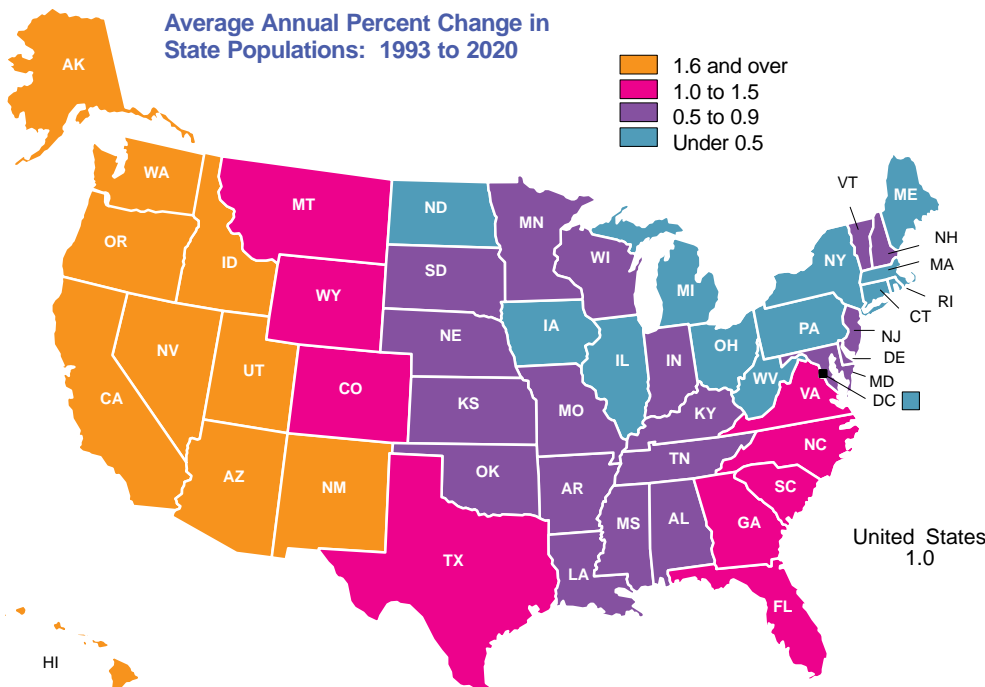 Average Annual Percent Change in
State Populations: 1993 to 2020
1.6 and over
1.0 to 1.5
0.5 to 0.9
Under 0.5
AK
WA
MT
ND
MN
VT
ME
OR
ID
WY
SD
WI
MI
NY
NH
MA
RI
CT
NV
UT
CO
NE
IA
IL
IN
OH
PA
NJ
DE
MD
DC
CA
KS
MO
KY
WV
VA
AZ
NM
OK
AR
TN
NC
SC
TX
LA
MS
AL
GA
FL
United States
1.0
HI